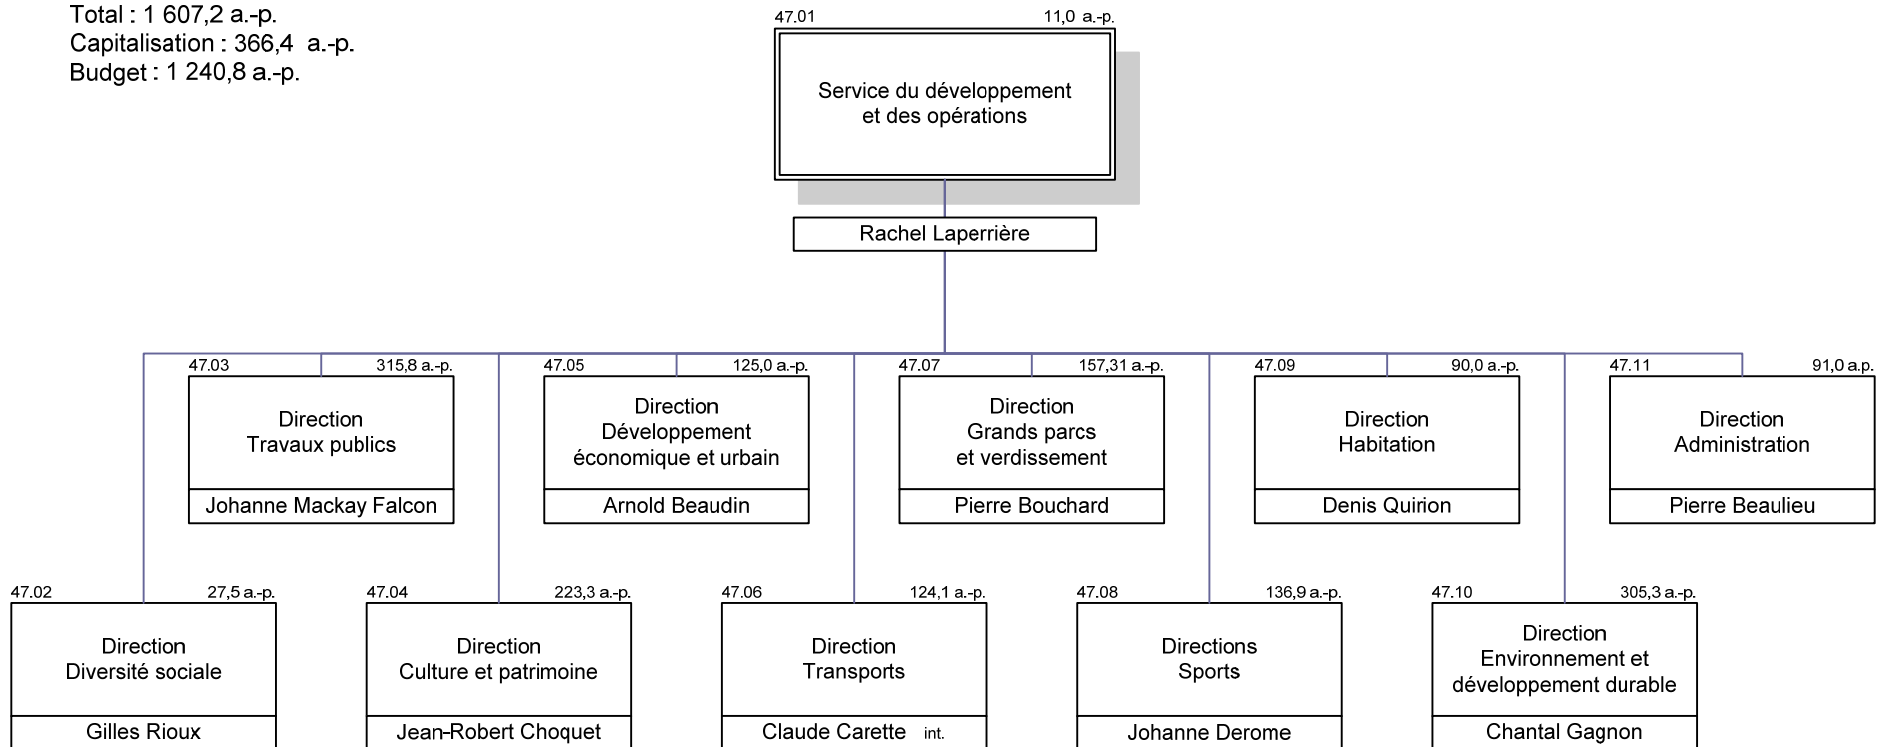 Total : 1 607,2 a.-p.
Capitalisation : 366,4 a.-p.
Budget : 1 240,8 a.-p.
47.01 11,0 a.-p.
Service du développement
et des opérations
Rachel Laperrière
47.03 315,8 a.-p.
Direction
Travaux publics
Johanne Mackay Falcon
47.05 125,0 a.-p.
Direction
Développement
économique et urbain
Arnold Beaudin
47.07 157,31 a.-p.
Direction
Grands parcs
et verdissement
Pierre Bouchard
47.09 90,0 a.-p.
Direction
Habitation
Denis Quirion
47.11 91,0 a.p.
Direction
Administration
Pierre Beaulieu
47.02 27,5 a.-p.
Direction
Diversité sociale
Gilles Rioux
47.04 223,3 a.-p.
Direction
Culture et patrimoine
Jean-Robert Choquet
47.06 124,1 a.-p.
Direction
Transports
Claude Carette int.
47.08 136,9 a.-p.
Directions
Sports
Johanne Derome
47.10 305,3 a.-p.
Direction
Environnement et
développement durable
Chantal Gagnon